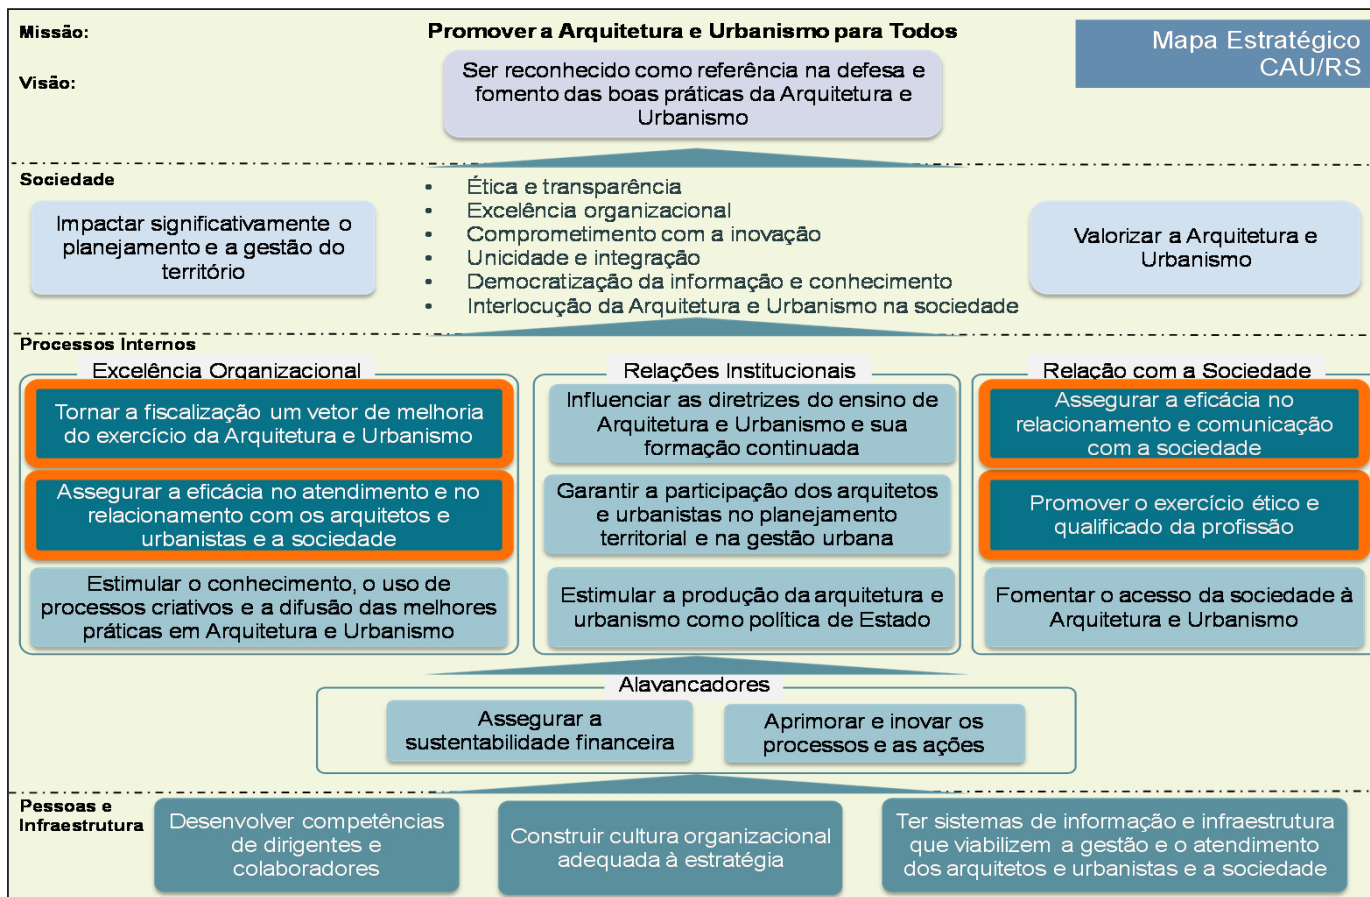 Missão:
Promover a Arquitetura e Urbanismo para Todos
Mapa Estratégico
CAU/RS
Visão:
Ser reconhecido como referência na defesa e
fomento das boas práticas da Arquitetura e
Urbanismo
Sociedade
Impactar significativamente o
planejamento e a gestão do
território
• Ética e transparência
• Excelência organizacional
• Comprometimento com a inovação
• Unicidade e integração
• Democratização da informação e conhecimento
• Interlocução da Arquitetura e Urbanismo na sociedade
Valorizar a Arquitetura e
Urbanismo
Processos Internos
Excelência Organizacional
Tornar a fiscalização um vetor de melhoria
do exercício da Arquitetura e Urbanismo
Assegurar a eficácia no atendimento e no
relacionamento com os arquitetos e
urbanistas e a sociedade
Estimular o conhecimento, o uso de
processos criativos e a difusão das melhores
práticas em Arquitetura e Urbanismo
Relações Institucionais
Influenciar as diretrizes do ensino de
Arquitetura e Urbanismo e sua
formação continuada
Garantir a participação dos arquitetos
e urbanistas no planejamento
territorial e na gestão urbana
Estimular a produção da arquitetura e
urbanismo como política de Estado
Relação com a Sociedade
Assegurar a eficácia no
relacionamento e comunicação
com a sociedade
Promover o exercício ético e
qualificado da profissão
Fomentar o acesso da sociedade à
Arquitetura e Urbanismo
Alavancadores
Assegurar a
sustentabilidade financeira
Aprimorar e inovar os
processos e as ações
Pessoas e
Infraestrutura
Desenvolver competências
de dirigentes e
colaboradores
Construir cultura organizacional
adequada à estratégia
Ter sistemas de informação e infraestrutura
que viabilizem a gestão e o atendimento
dos arquitetos e urbanistas e a sociedade